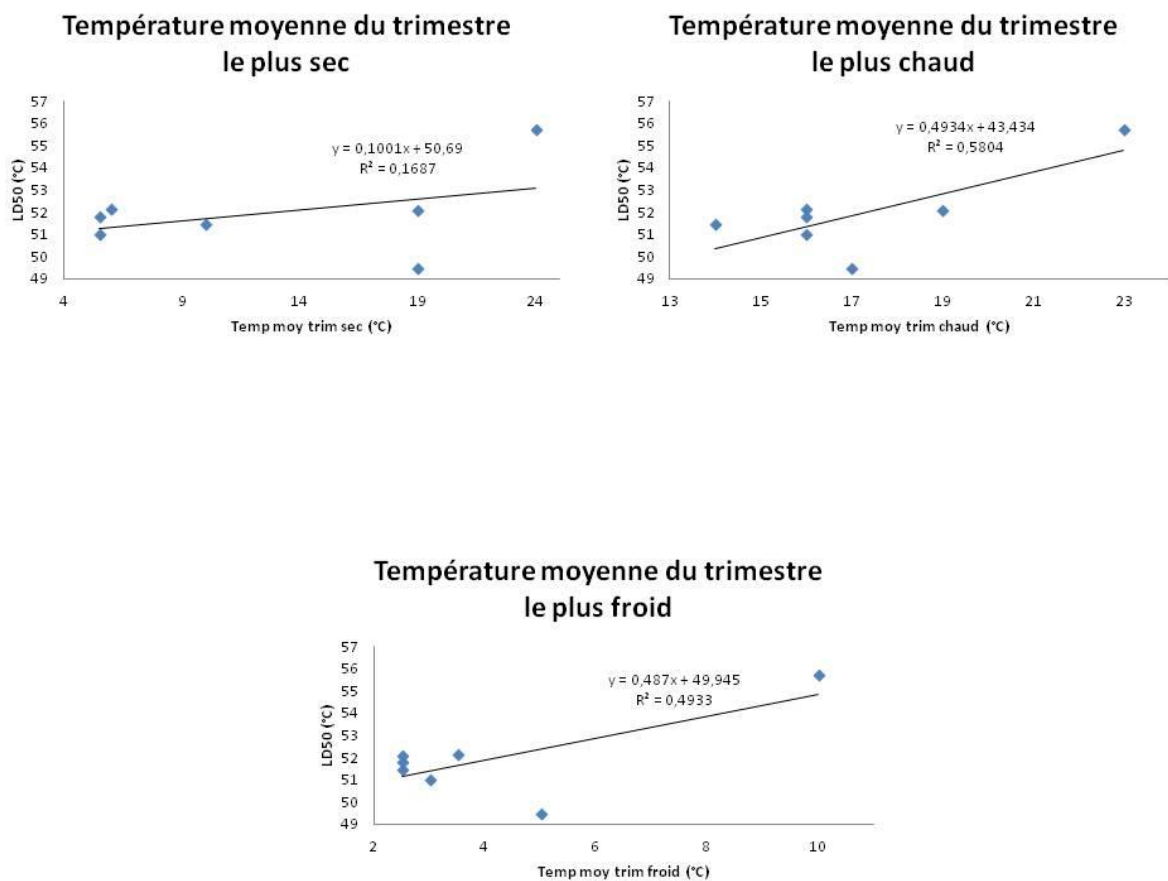 Température moyenne du trimestre
le plus sec
57
56
55
54
53
52
51
50
49
LD50 (°C)
y = 0,1001x + 50,69
R² = 0,1687
4 9 14 19 24
Temp moy trim sec (°C)
Température moyenne du trimestre
le plus chaud
57
56
55
54
53
52
51
50
49
LD50 (°C)
y = 0,4934x + 43,434
R² = 0,5804
13 15 17 19 21 23
Temp moy trim chaud (°C)
Température moyenne du trimestre
le plus froid
57
56
55
54
53
52
51
50
49
LD50 (°C)
y = 0,487x + 49,945
R² = 0,4933
2 4 6 8 10
Temp moy trim froid (°C)